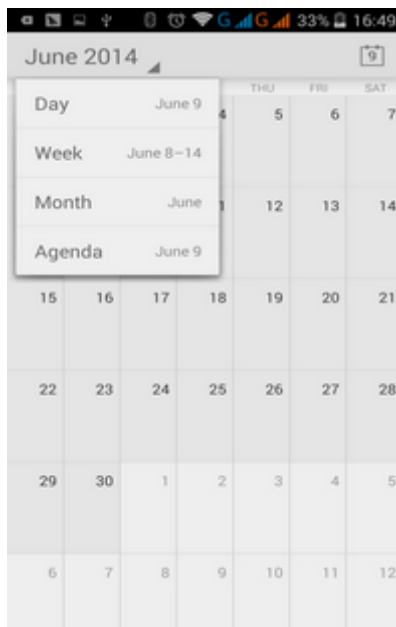 G G 33% 16:49
June 2014 9
THU FRI SAT
Day June 9
4 5 6 7
Week June 8–14
Month June
12 13 14
Agenda June 9
15 16 17 18 19 20 21
22 23 24 25 26 27 28
29 30 1 2 3 4 5
6 7 8 9 10 11 12